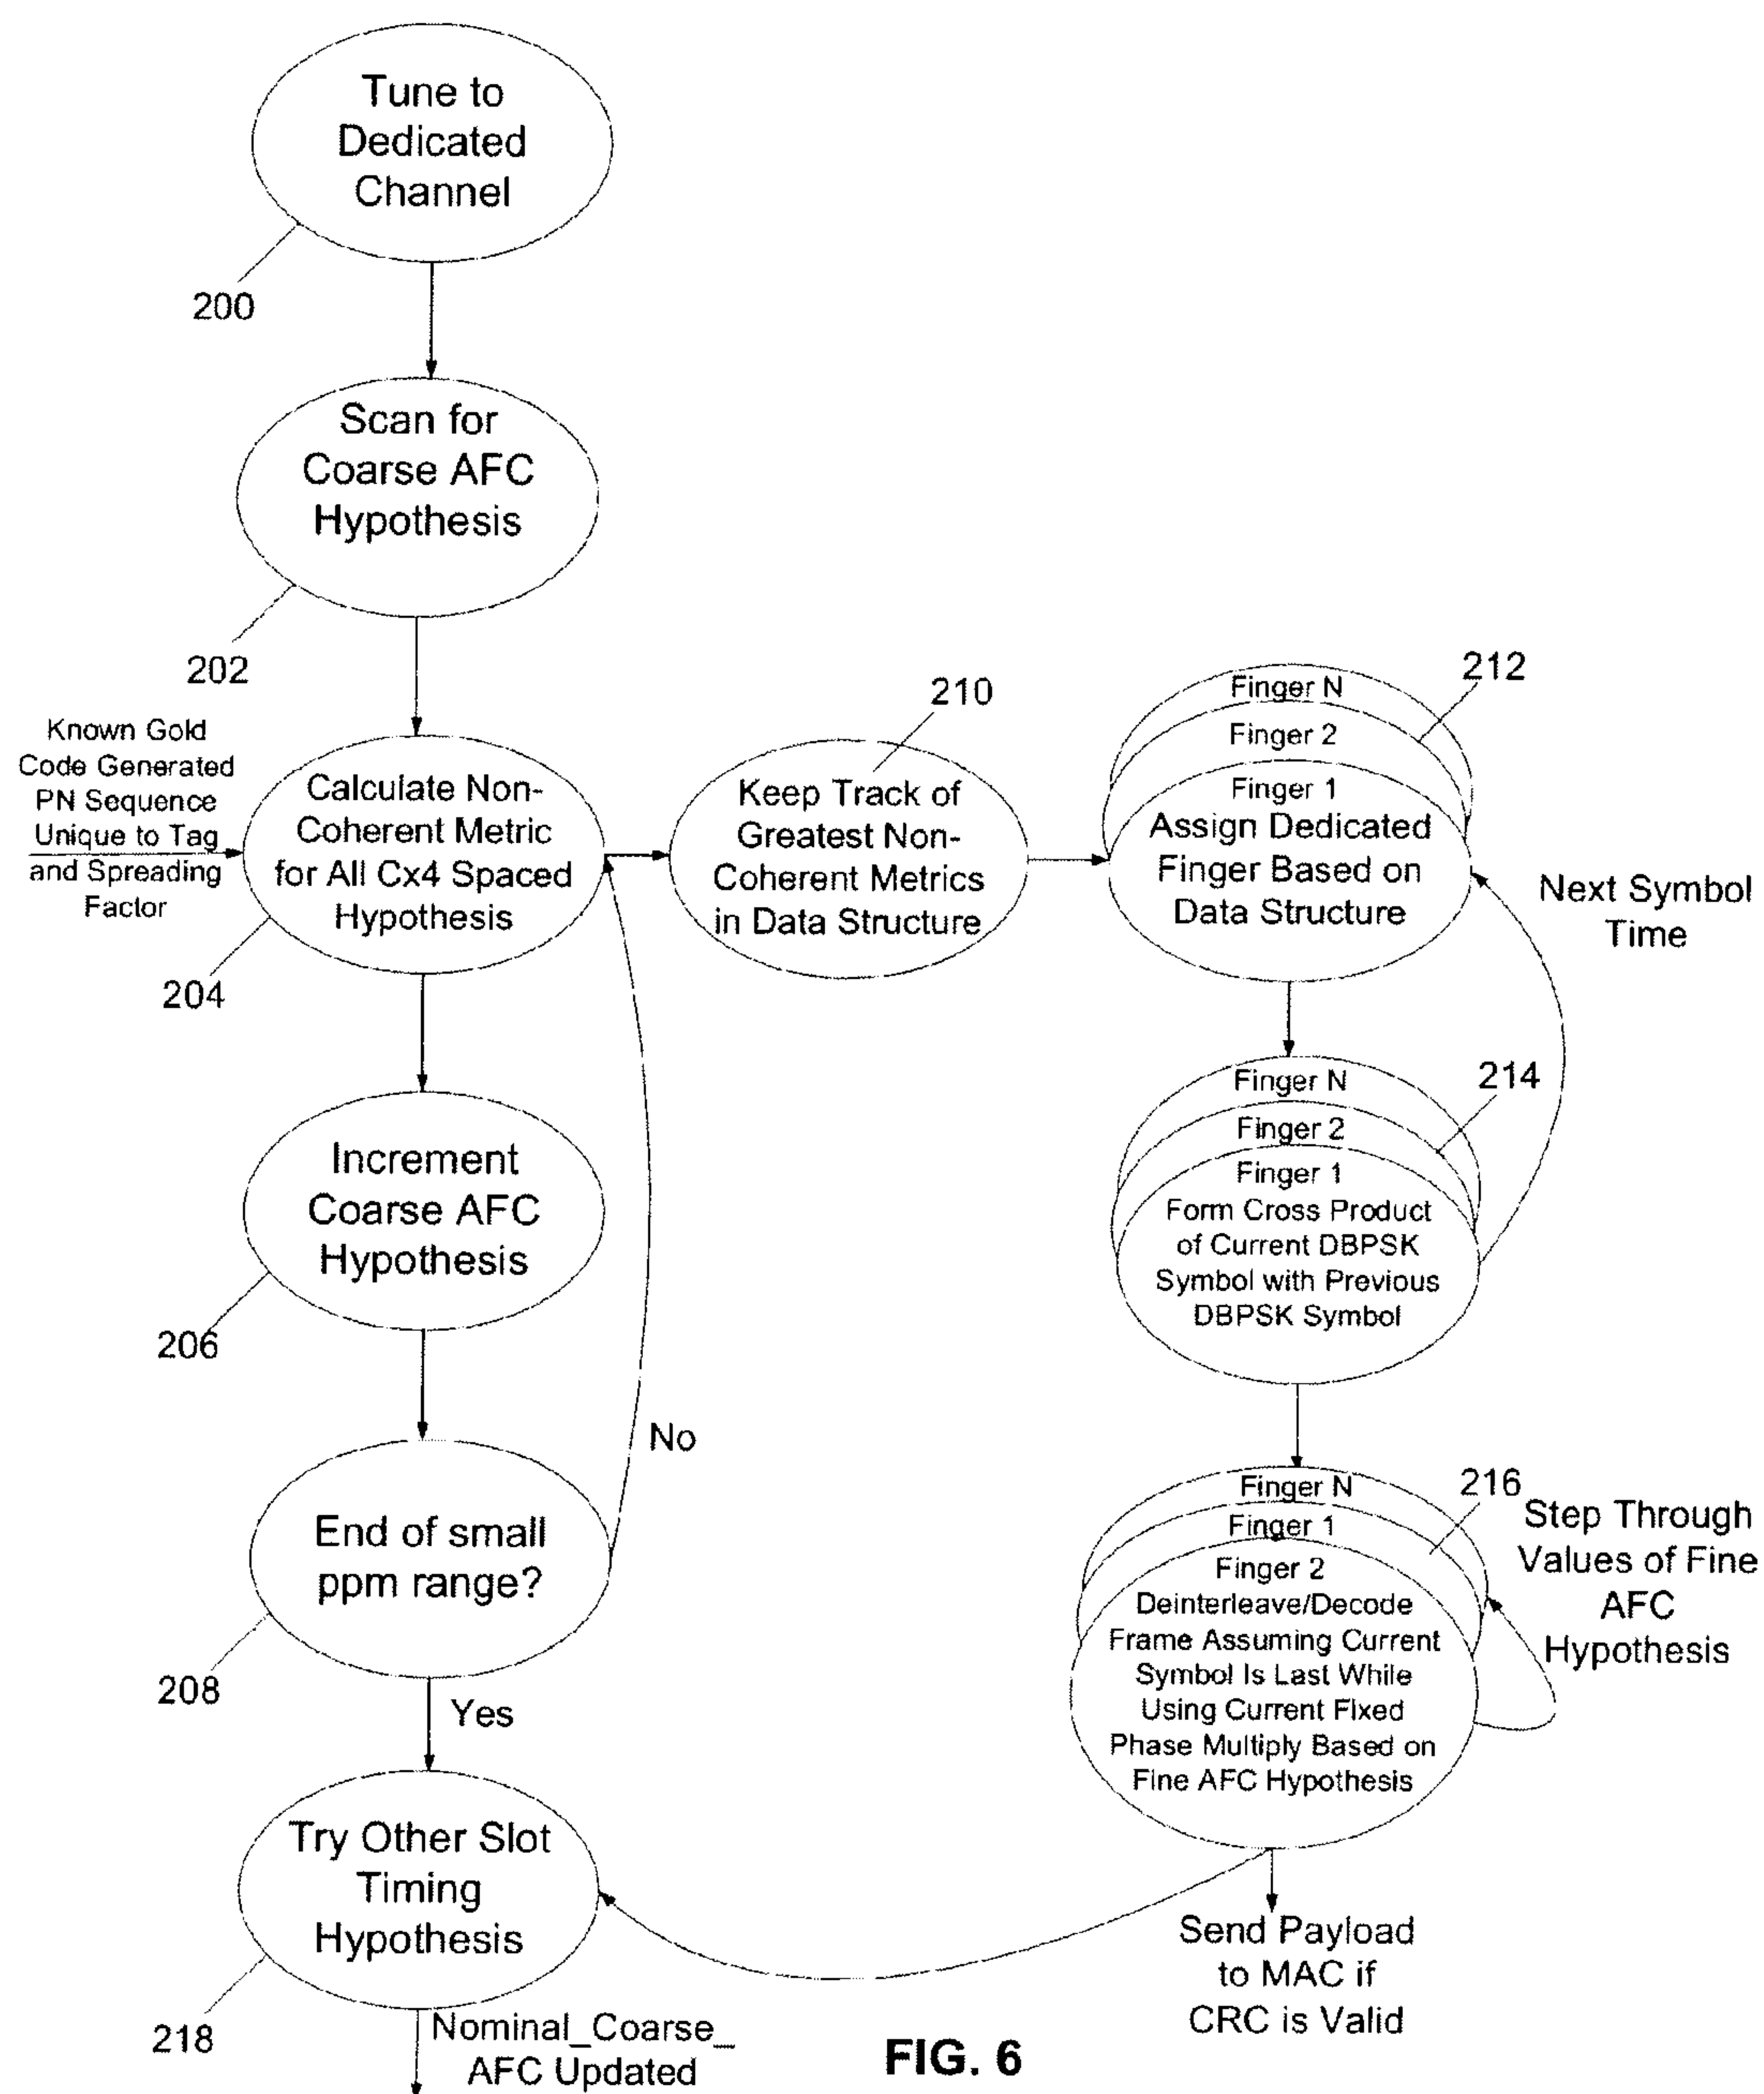 Tune to
Dedicated
Channel
200
Scan for
Coarse AFC
Hypothesis
202
Known Gold
Code Generated
PN Sequence
Unique to Tag
and Spreading
Factor
Calculate Non-
Coherent Metric
for All Cx4 Spaced
Hypothesis
204
210
Keep Track of
Greatest Non-
Coherent Metrics
in Data Structure
212
Finger N
Finger 2
Finger 1
Assign Dedicated
Finger Based on
Data Structure
Next Symbol
Time
Increment
Coarse AFC
Hypothesis
206
214
Finger N
Finger 2
Finger 1
Form Cross Product
of Current DBPSK
Symbol with Previous
DBPSK Symbol
End of small
ppm range?
208
No
Yes
216
Finger N
Finger 1
Finger 2
Deinterleave/Decode
Frame Assuming Current
Symbol Is Last While
Using Current Fixed
Phase Multiply Based on
Fine AFC Hypothesis
Step Through
Values of Fine
AFC
Hypothesis
Try Other Slot
Timing
Hypothesis
218
Nominal_Coarse_
AFC Updated
Send Payload
to MAC if
CRC is Valid
FIG. 6